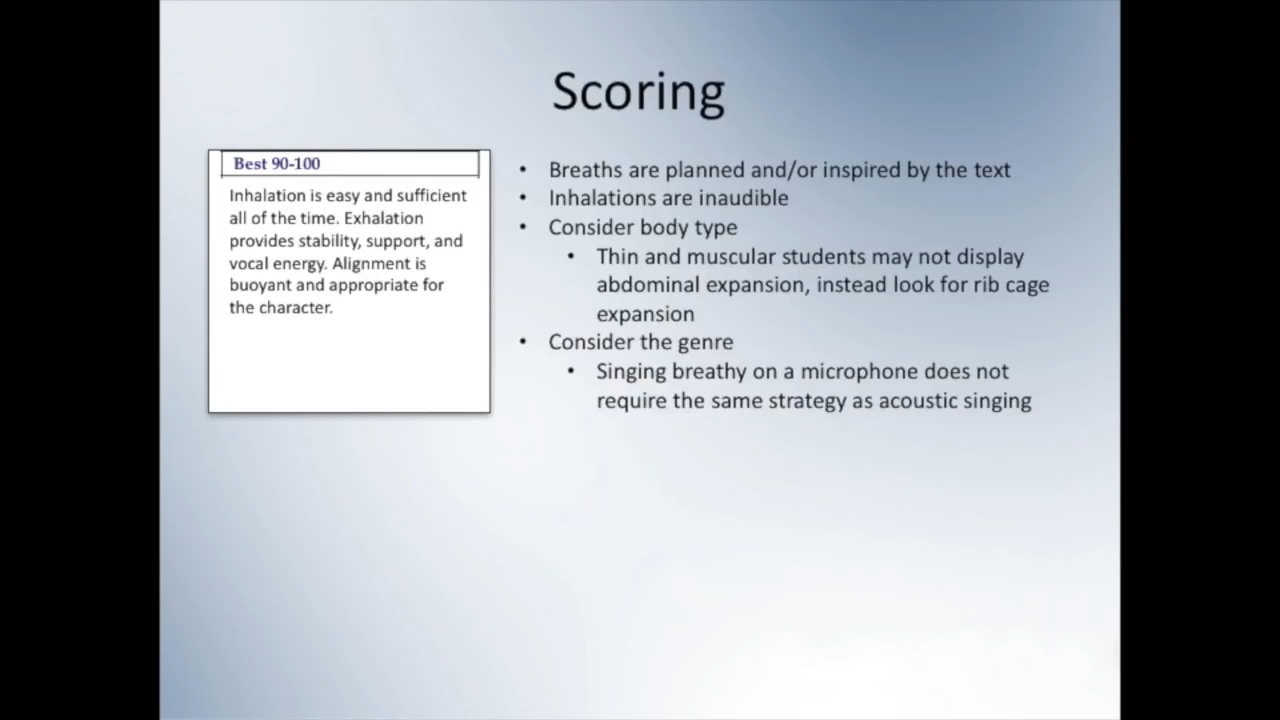 Scoring
Best 90-100
Inhalation is easy and sufficient
all of the time. Exhalation
provides stability, support, and
vocal energy. Alignment is
buoyant and appropriate for
the character.
• Breaths are planned and/or inspired by the text
• Inhalations are inaudible
• Consider body type
• Thin and muscular students may not display
abdominal expansion, instead look for rib cage
expansion
• Consider the genre
• Singing breathy on a microphone does not
require the same strategy as acoustic singing